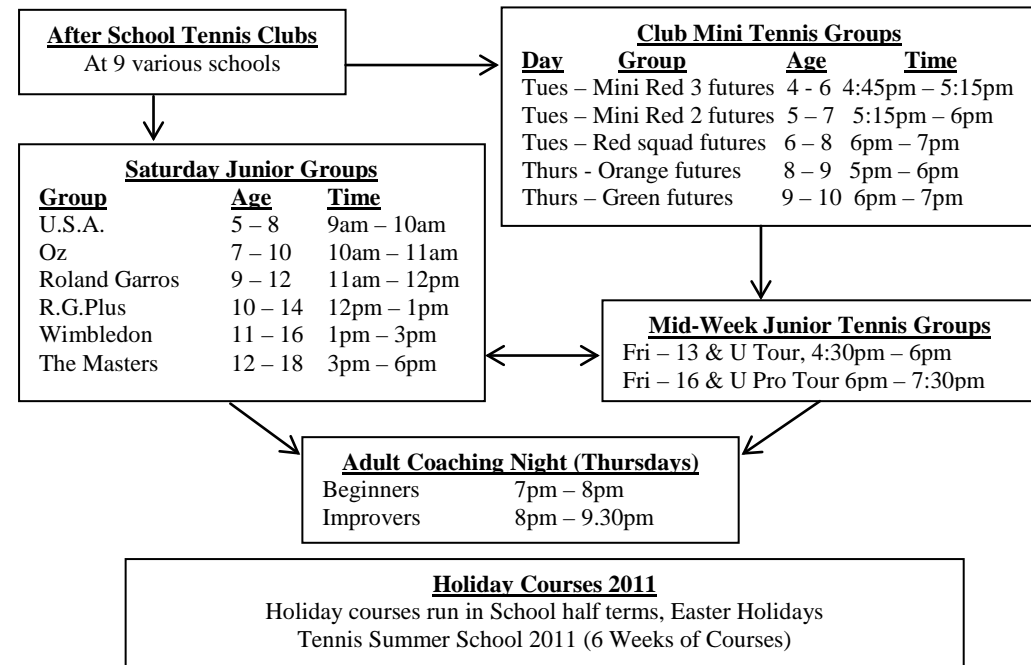 After School Tennis Clubs
At 9 various schools
Club Mini Tennis Groups
Day Group Age Time
Tues – Mini Red 3 futures 4 - 6 4:45pm – 5:15pm
Tues – Mini Red 2 futures 5 – 7 5:15pm – 6pm
Tues – Red squad futures 6 – 8 6pm – 7pm
Thurs - Orange futures 8 – 9 5pm – 6pm
Thurs – Green futures 9 – 10 6pm – 7pm
Saturday Junior Groups
Group Age Time
U.S.A. 5 – 8 9am – 10am
Oz 7 – 10 10am – 11am
Roland Garros 9 – 12 11am – 12pm
R.G.Plus 10 – 14 12pm – 1pm
Wimbledon 11 – 16 1pm – 3pm
The Masters 12 – 18 3pm – 6pm
Mid-Week Junior Tennis Groups
Fri – 13 & U Tour, 4:30pm – 6pm
Fri – 16 & U Pro Tour 6pm – 7:30pm
Adult Coaching Night (Thursdays)
Beginners 7pm – 8pm
Improvers 8pm – 9.30pm
Holiday Courses 2011
Holiday courses run in School half terms, Easter Holidays
Tennis Summer School 2011 (6 Weeks of Courses)